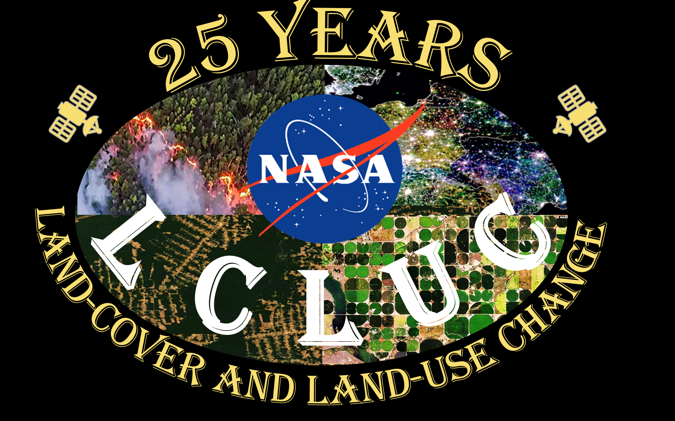 25 YEARS
NASA
LCLUC
LAND-COVER AND LAND-USE CHANGE